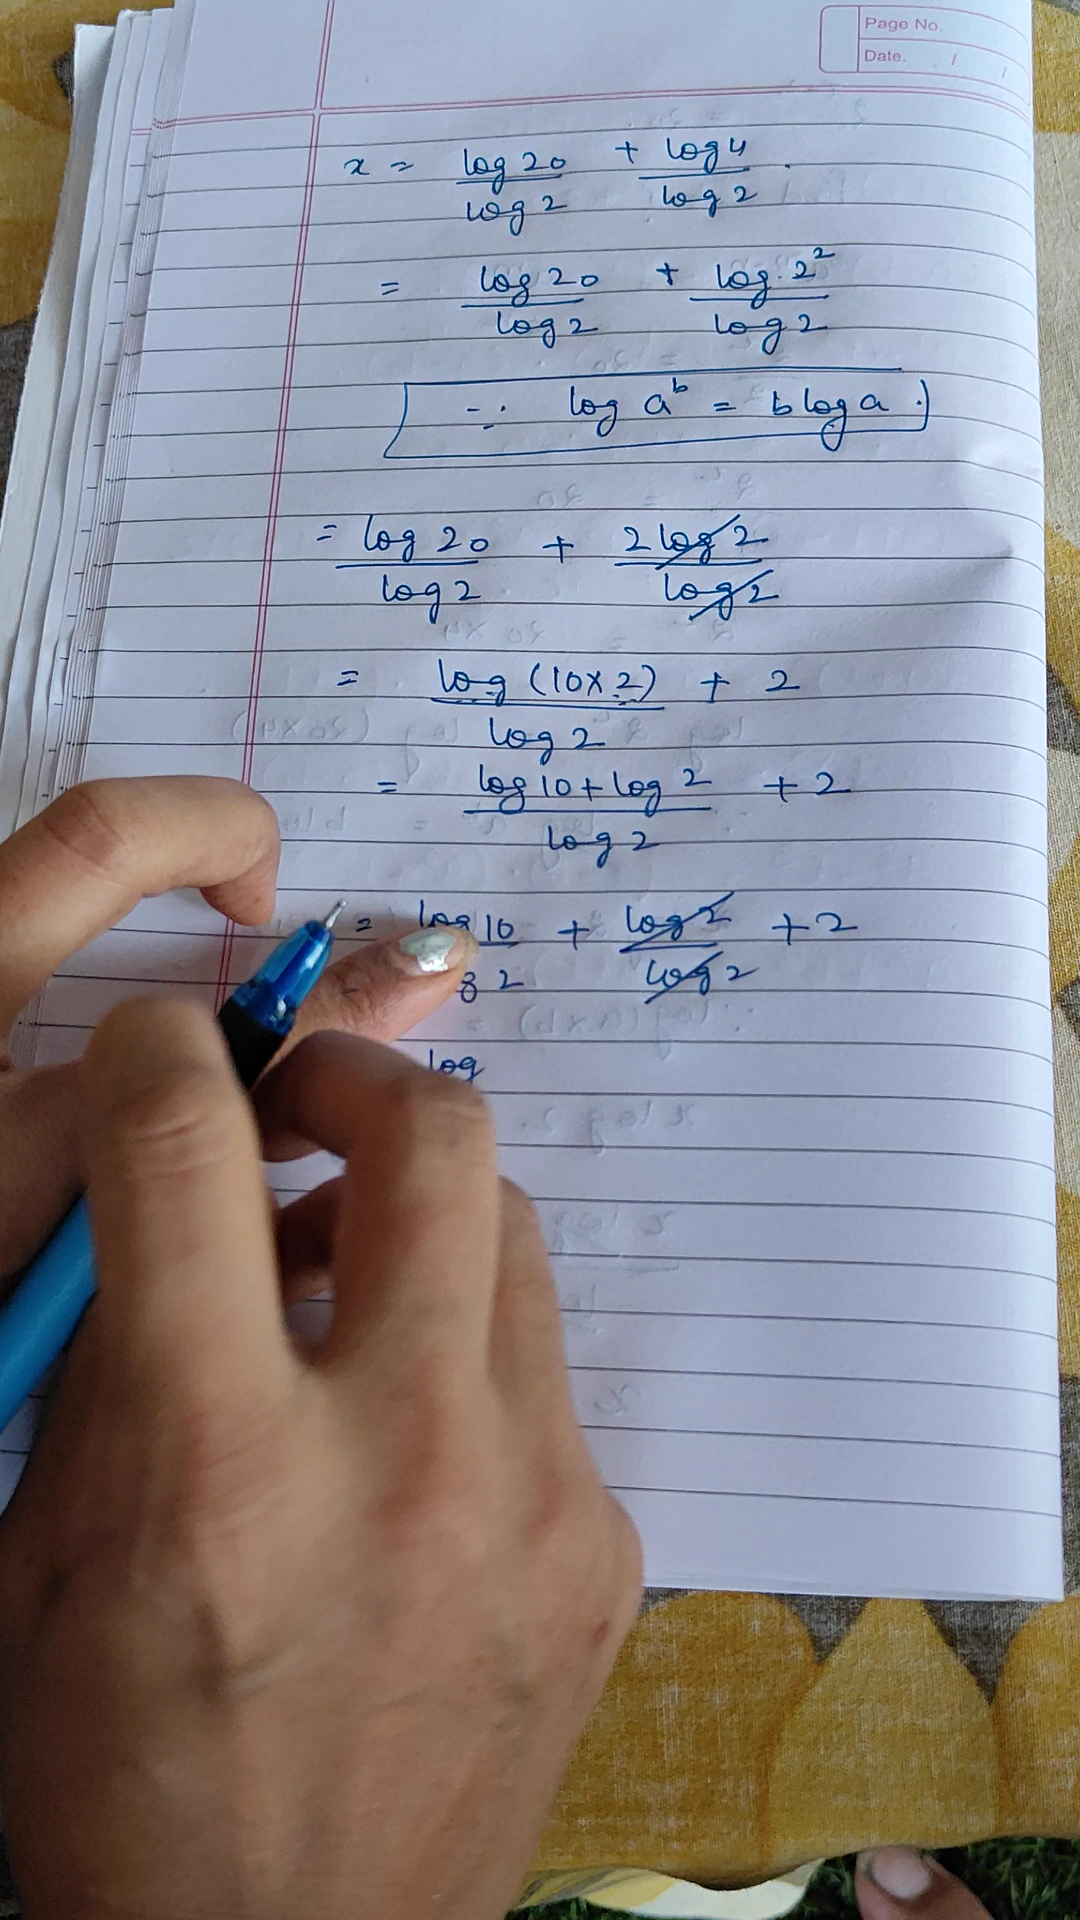 Page No.
Date. / /
x = log 20 / log 2 + log 4 / log 2 .
= log 20 / log 2 + log 2² / log 2
∵ log aᵇ = b log a .
= log 20 / log 2 + 2 log 2 / log 2
= log (10 × 2) / log 2 + 2
= log 10 + log 2 / log 2 + 2
= log 10 / g 2 + log 2 / log 2 + 2
log